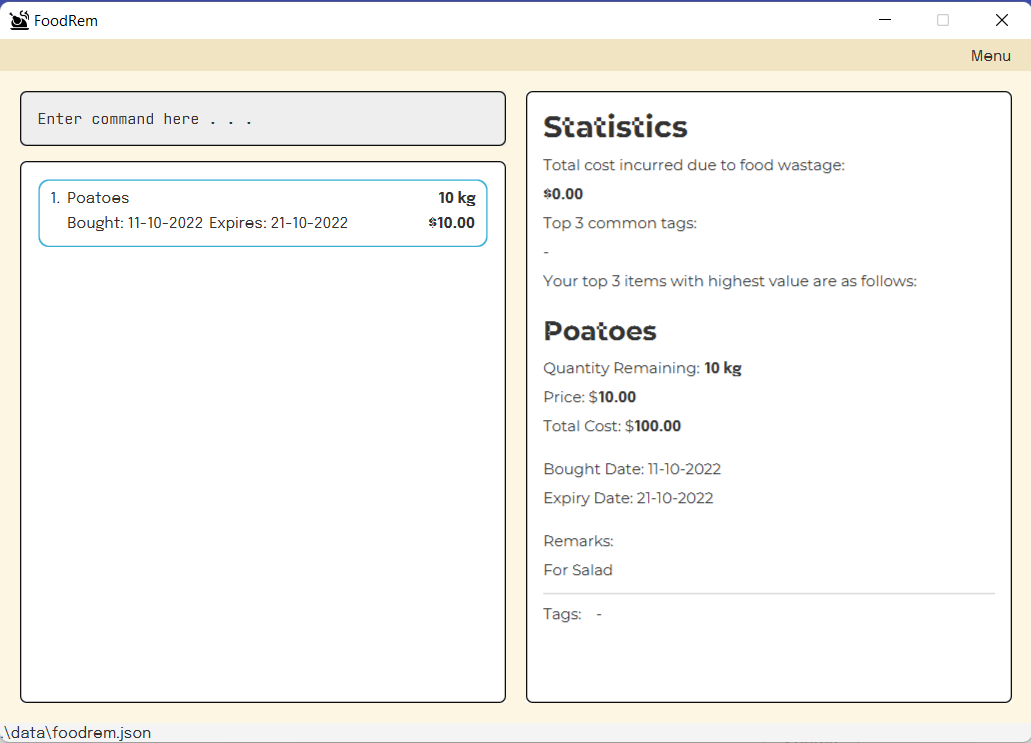 FoodRem
Menu
Enter command here . . .
1. Poatoes 10 kg
Bought: 11-10-2022 Expires: 21-10-2022 $10.00
Statistics
Total cost incurred due to food wastage:
$0.00
Top 3 common tags:
-
Your top 3 items with highest value are as follows:
Poatoes
Quantity Remaining: 10 kg
Price: $10.00
Total Cost: $100.00
Bought Date: 11-10-2022
Expiry Date: 21-10-2022
Remarks:
For Salad
Tags: -
.\data\foodrem.json